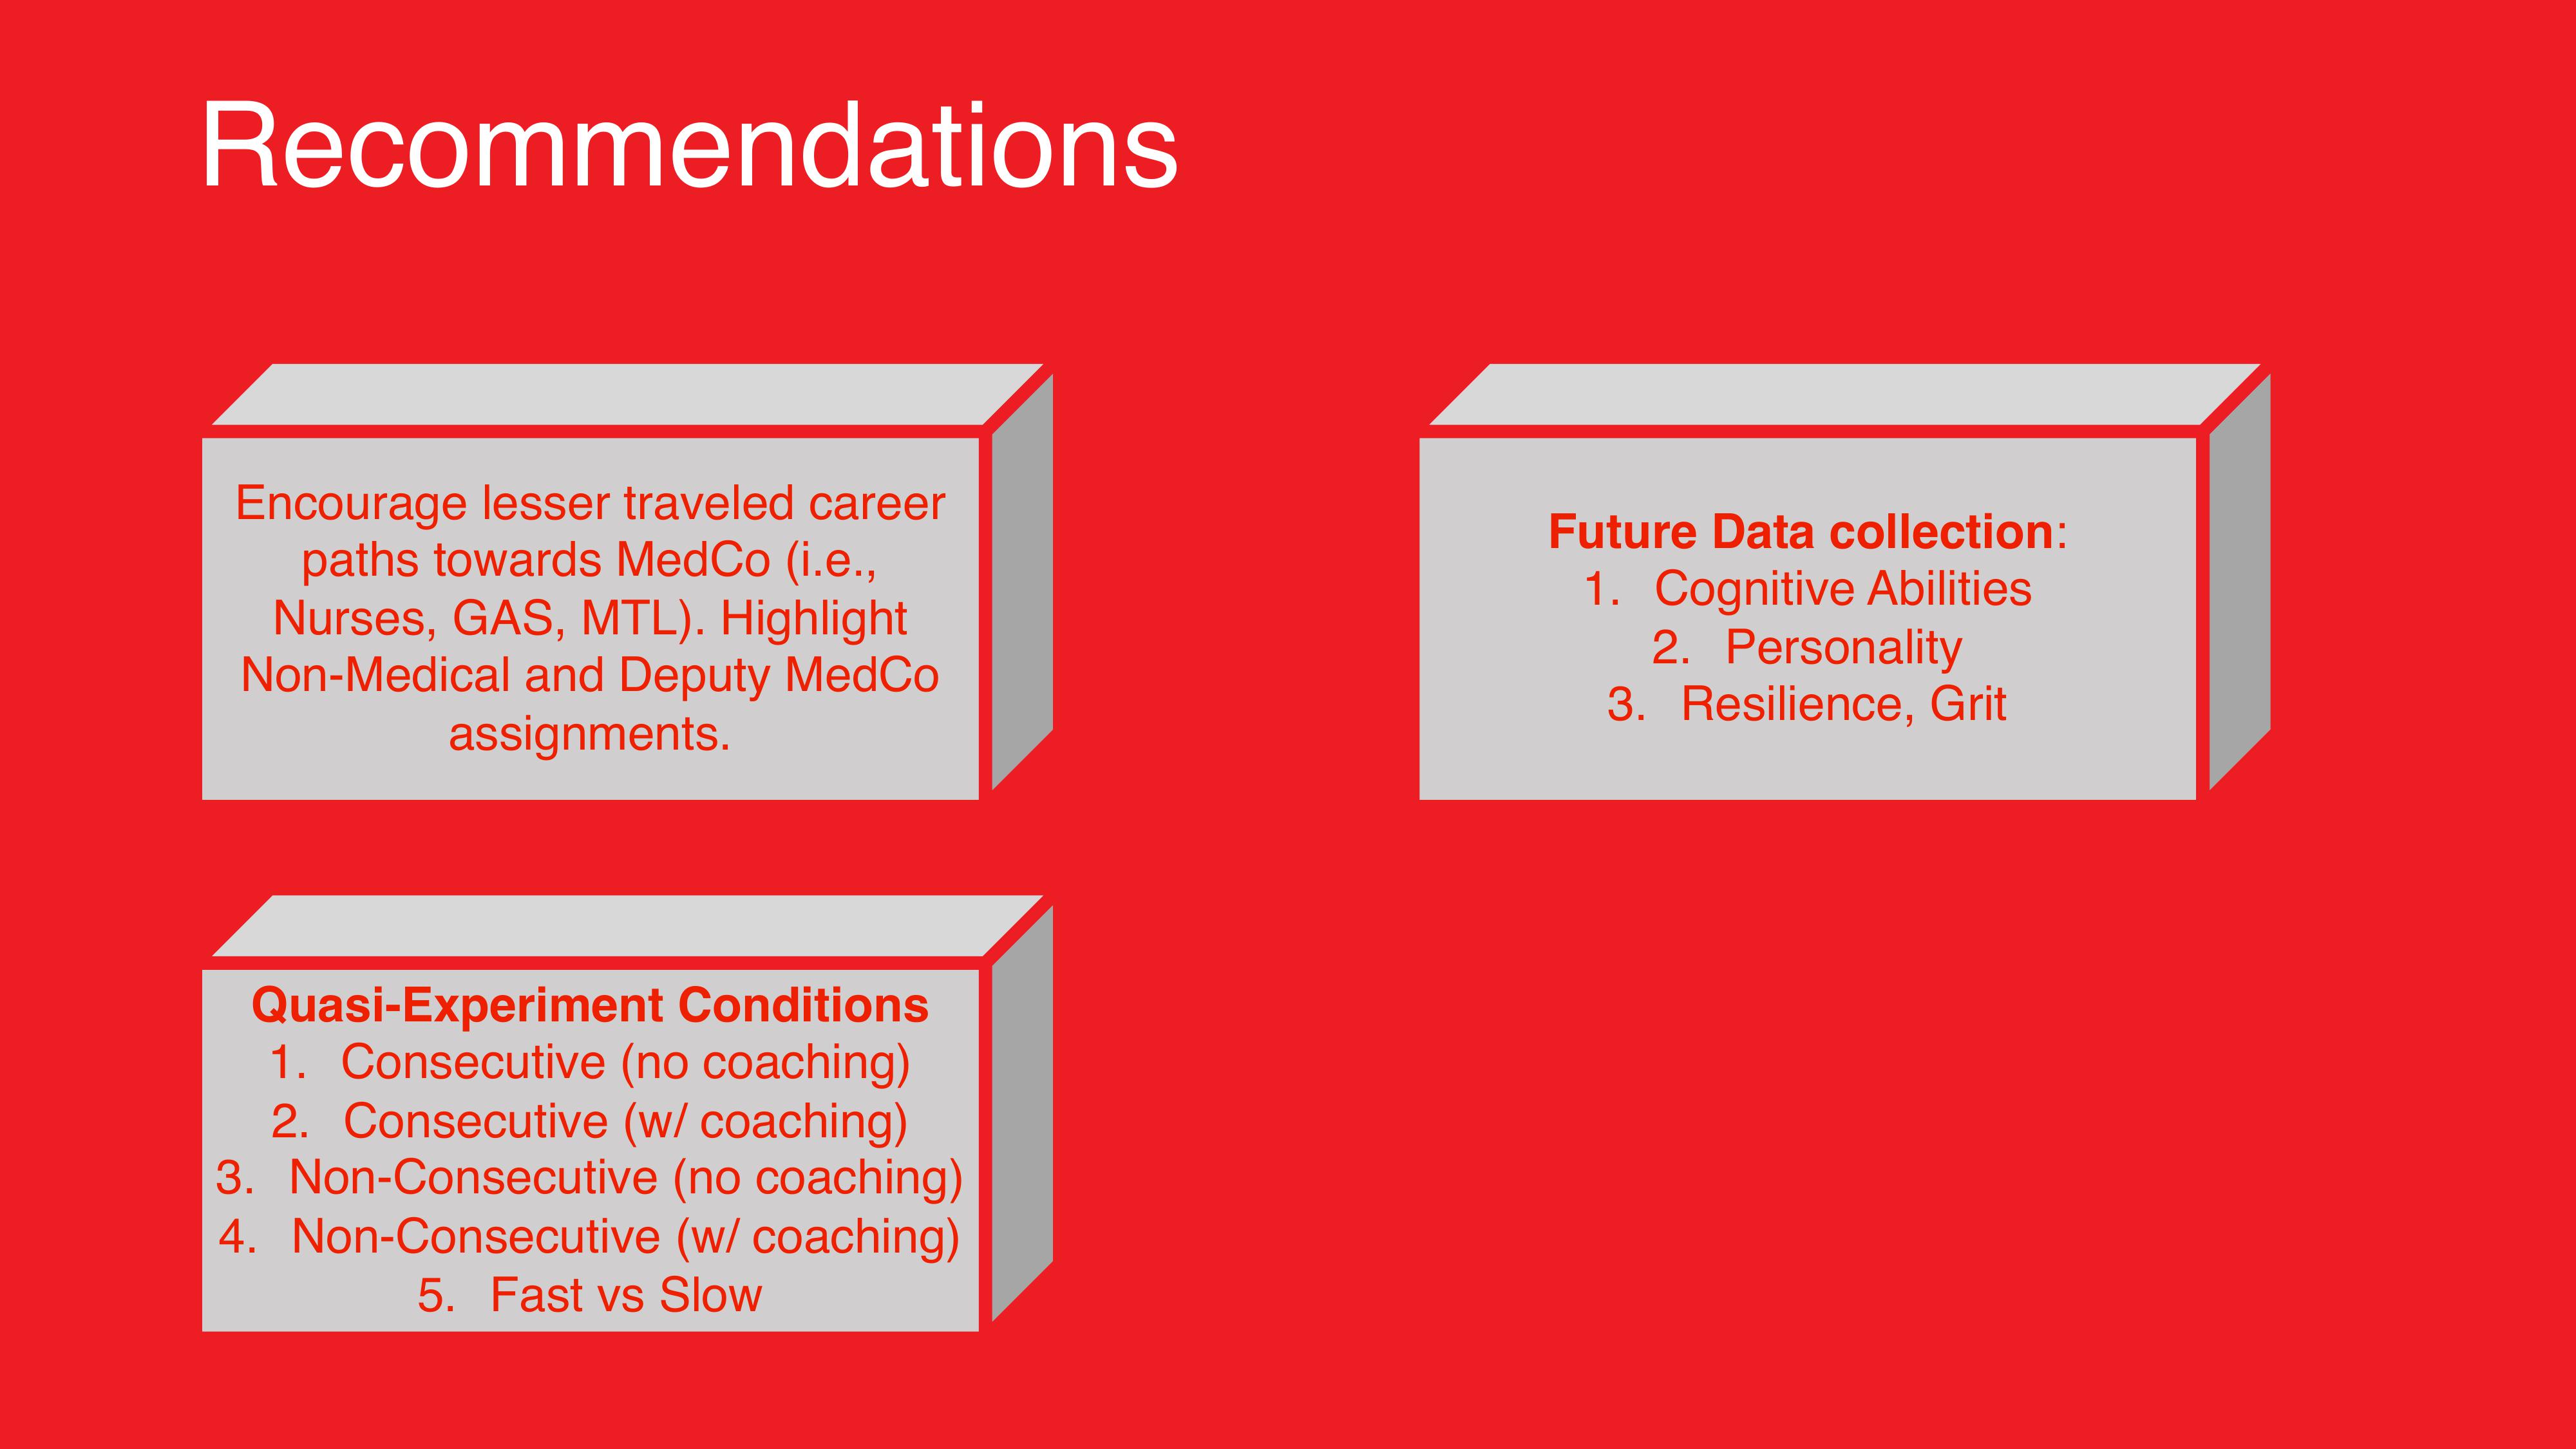 Recommendations
Encourage lesser traveled career
paths towards MedCo (i.e.,
Nurses, GAS, MTL). Highlight
Non-Medical and Deputy MedCo
assignments.
Future Data collection:
1. Cognitive Abilities
2. Personality
3. Resilience, Grit
Quasi-Experiment Conditions
1. Consecutive (no coaching)
2. Consecutive (w/ coaching)
3. Non-Consecutive (no coaching)
4. Non-Consecutive (w/ coaching)
5. Fast vs Slow